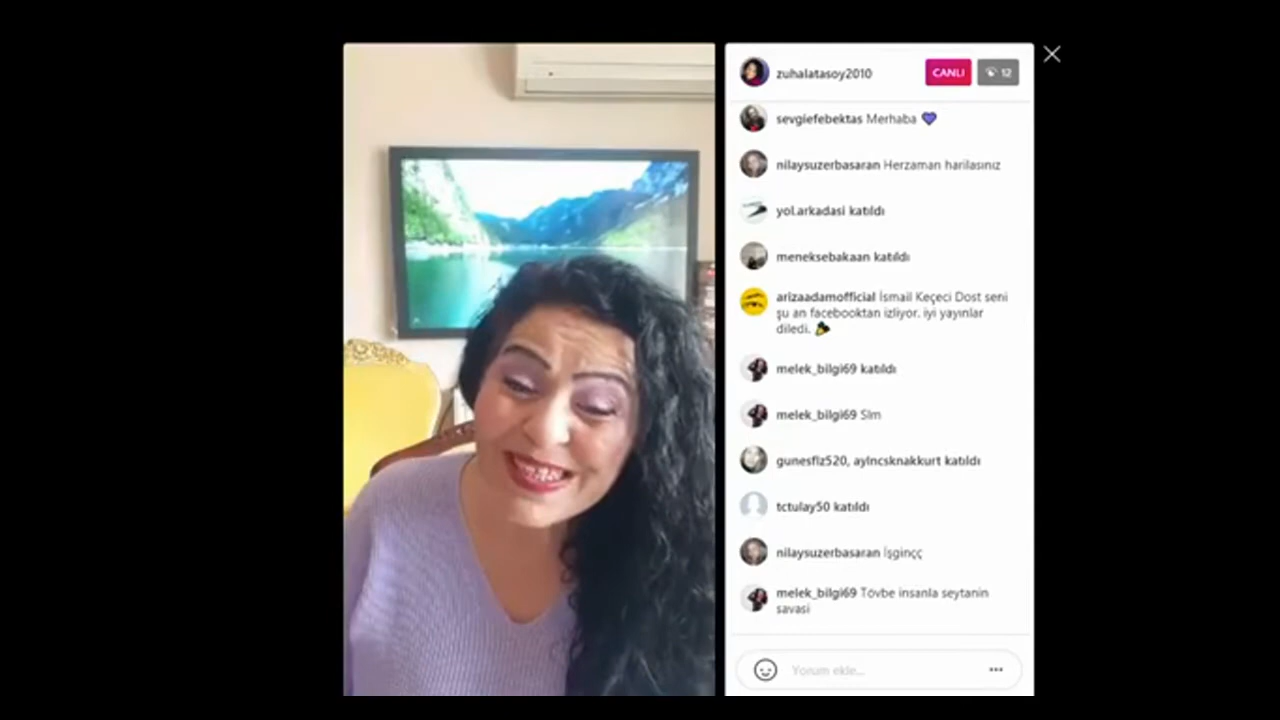 zuhalatasoy2010
CANLI
12
sevgiefebektas Merhaba 💜
nilaysuzerbasaran Herzaman harilasınız
yol.arkadasi katıldı
meneksebakaan katıldı
arizaadamofficial İsmail Keçeci Dost seni
şu an facebooktan izliyor. iyi yayınlar
diledi.
melek_bilgi69 katıldı
melek_bilgi69 Slm
gunesflz520, aylncsknakkurt katıldı
tctulay50 katıldı
nilaysuzerbasaran İşginçç
melek_bilgi69 Tövbe insanla seytanin
savasi
Yorum ekle...